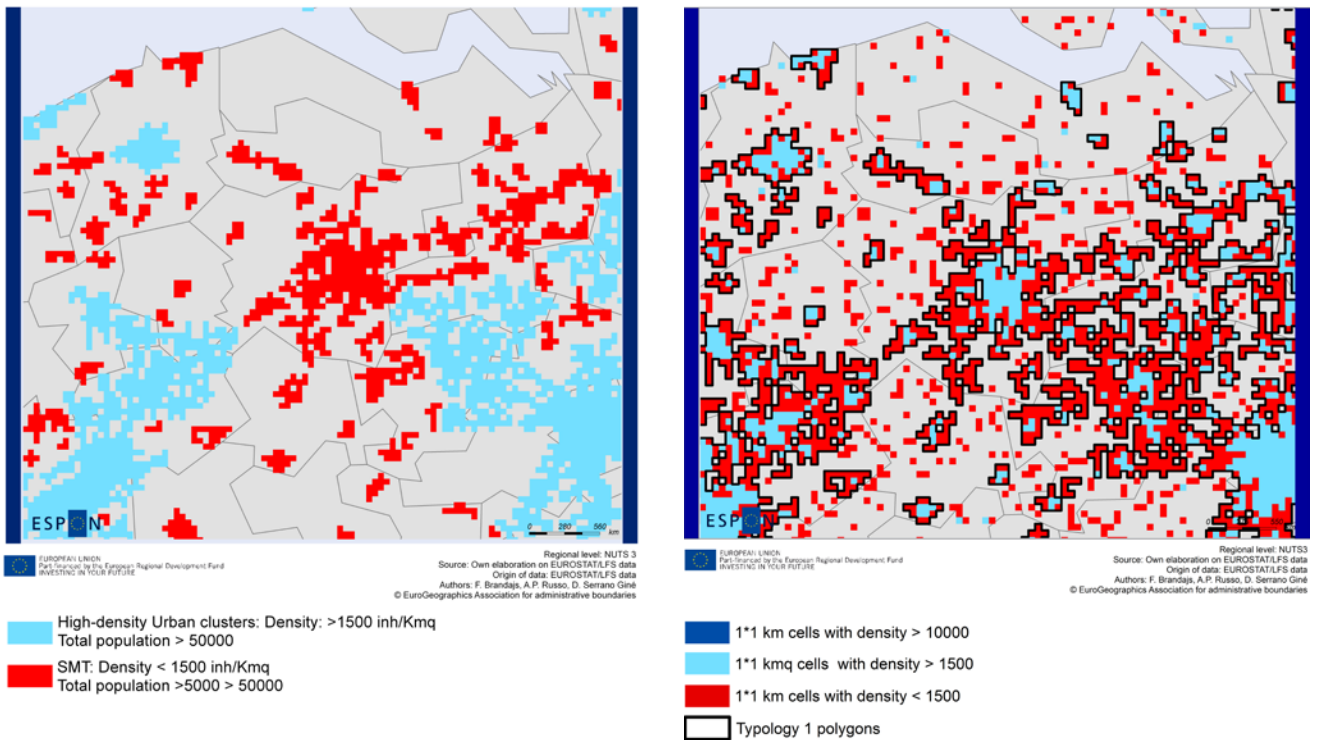 ESPON
0 280 560
km
EUROPEAN UNION
Part-financed by the European Regional Development Fund
INVESTING IN YOUR FUTURE
Regional level: NUTS 3
Source: Own elaboration on EUROSTAT/LFS data
Origin of data: EUROSTAT/LFS data
Authors: F. Brandajs, A.P. Russo, D. Serrano Giné
© EuroGeographics Association for administrative boundaries
High-density Urban clusters: Density: >1500 inh/Kmq
Total population > 50000
SMT: Density < 1500 inh/Kmq
Total population >5000 > 50000
ESPON
0
EUROPEAN UNION
Part-financed by the European Regional Development Fund
INVESTING IN YOUR FUTURE
Regional level: NUTS3
Source: Own elaboration on EUROSTAT/LFS data
Origin of data: EUROSTAT/LFS data
Authors: F. Brandajs, A.P. Russo, D. Serrano Giné
© EuroGeographics Association for administrative boundaries
1*1 km cells with density > 10000
1*1 kmq cells with density > 1500
1*1 km cells with density < 1500
Typology 1 polygons